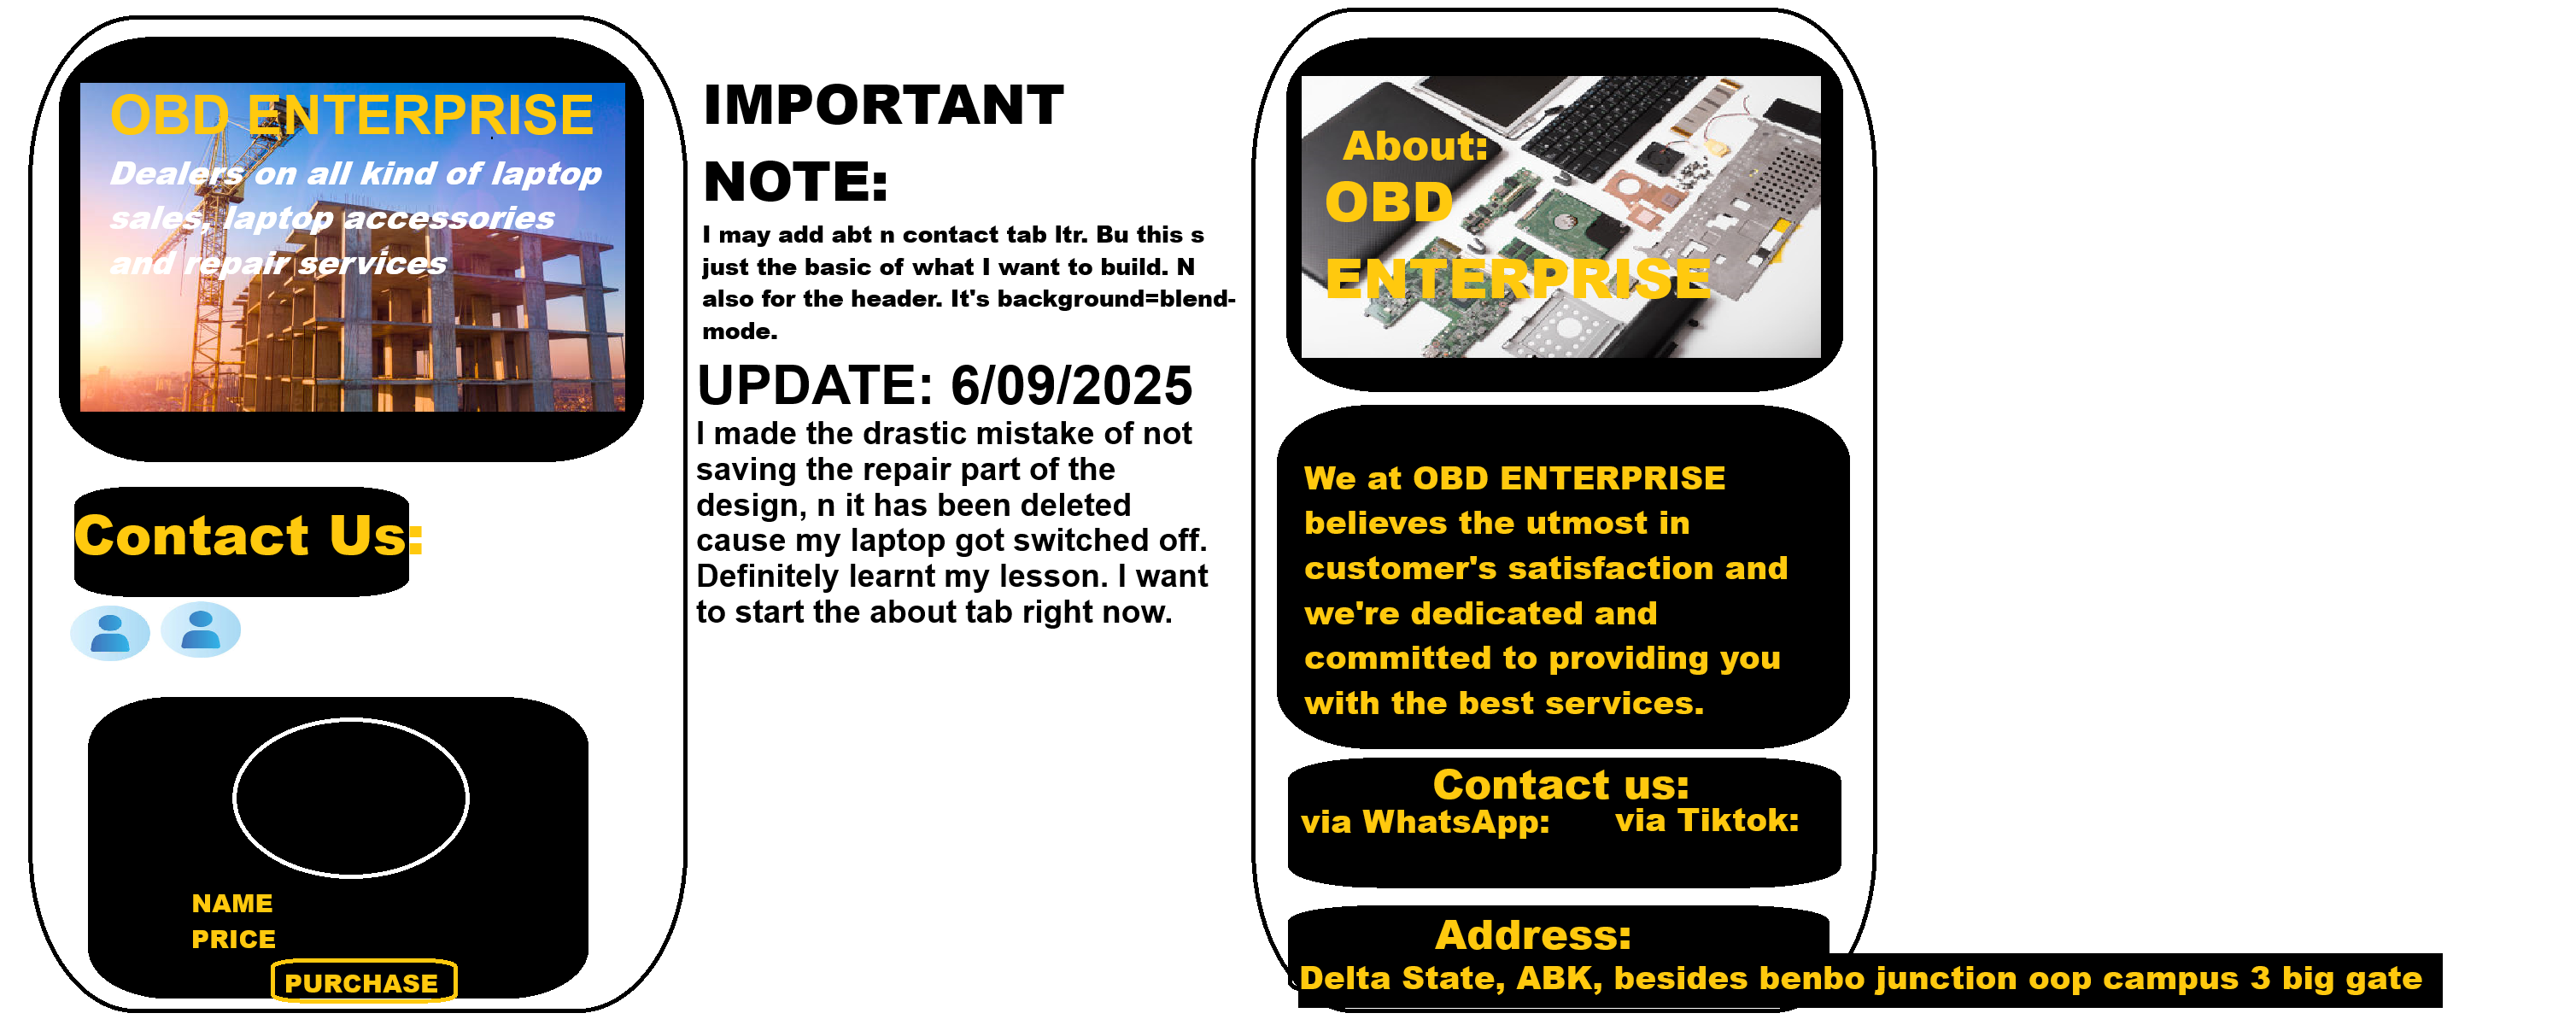 OBD ENTERPRISE
Dealers on all kind of laptop
sales, laptop accessories
and repair services
Contact Us:
NAME
PRICE
PURCHASE
IMPORTANT
NOTE:
I may add abt n contact tab ltr. Bu this s
just the basic of what I want to build. N
also for the header. It's background=blend-
mode.
UPDATE: 6/09/2025
I made the drastic mistake of not
saving the repair part of the
design, n it has been deleted
cause my laptop got switched off.
Definitely learnt my lesson. I want
to start the about tab right now.
About:
OBD
ENTERPRISE
We at OBD ENTERPRISE
believes the utmost in
customer's satisfaction and
we're dedicated and
committed to providing you
with the best services.
Contact us:
via WhatsApp: via Tiktok:
Address:
Delta State, ABK, besides benbo junction oop campus 3 big gate